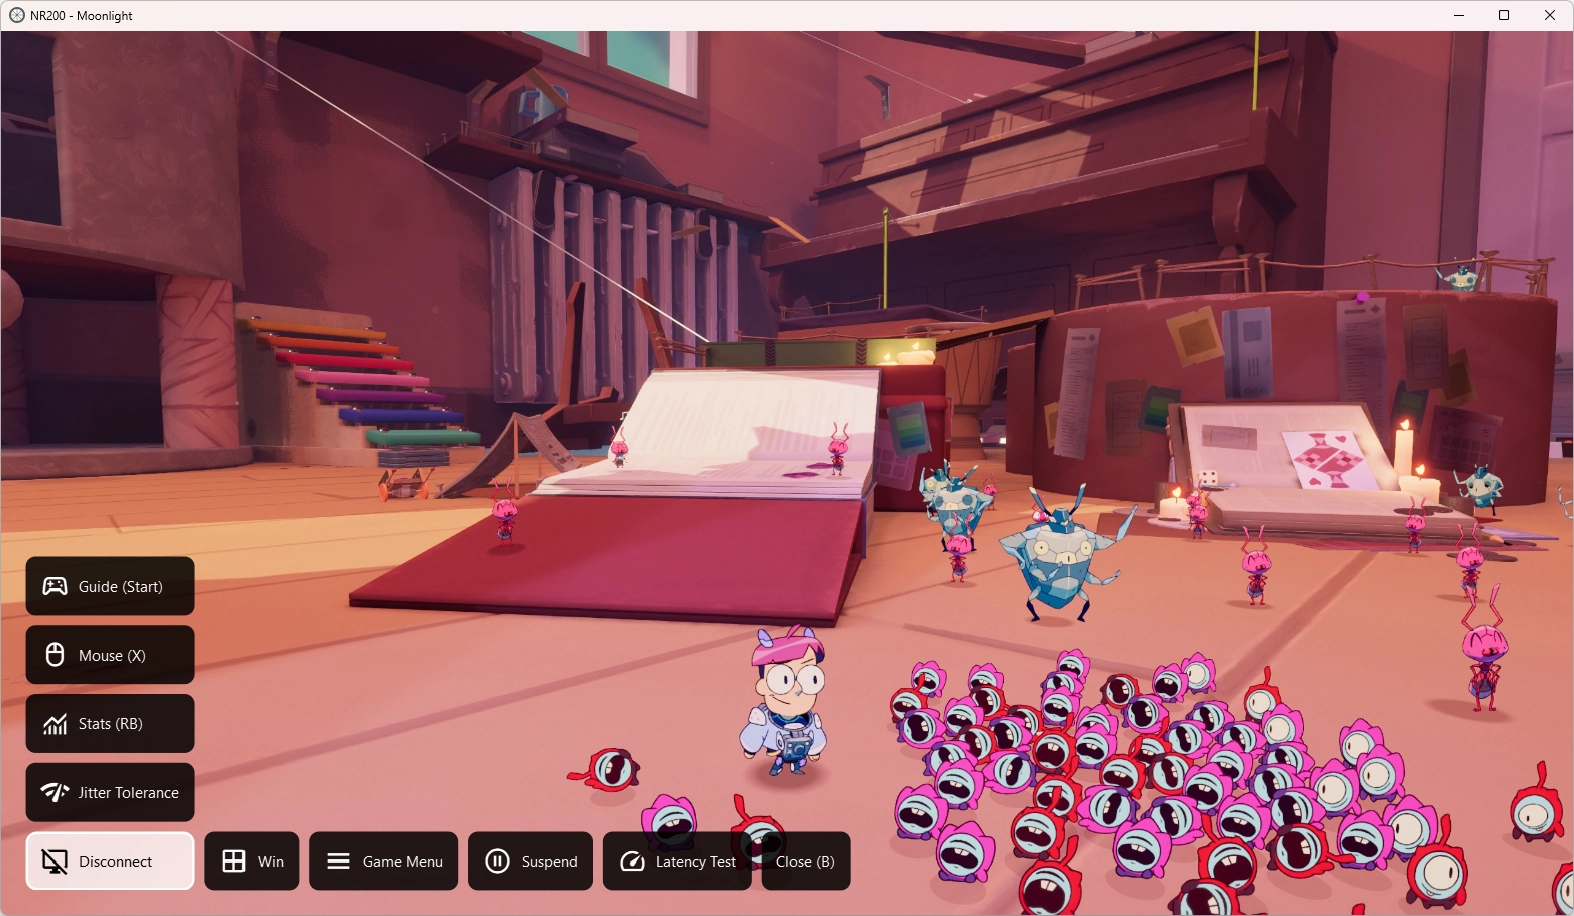 NR200 - Moonlight
Guide (Start)
Mouse (X)
Stats (RB)
Jitter Tolerance
Disconnect
Win
Game Menu
Suspend
Latency Test
Close (B)